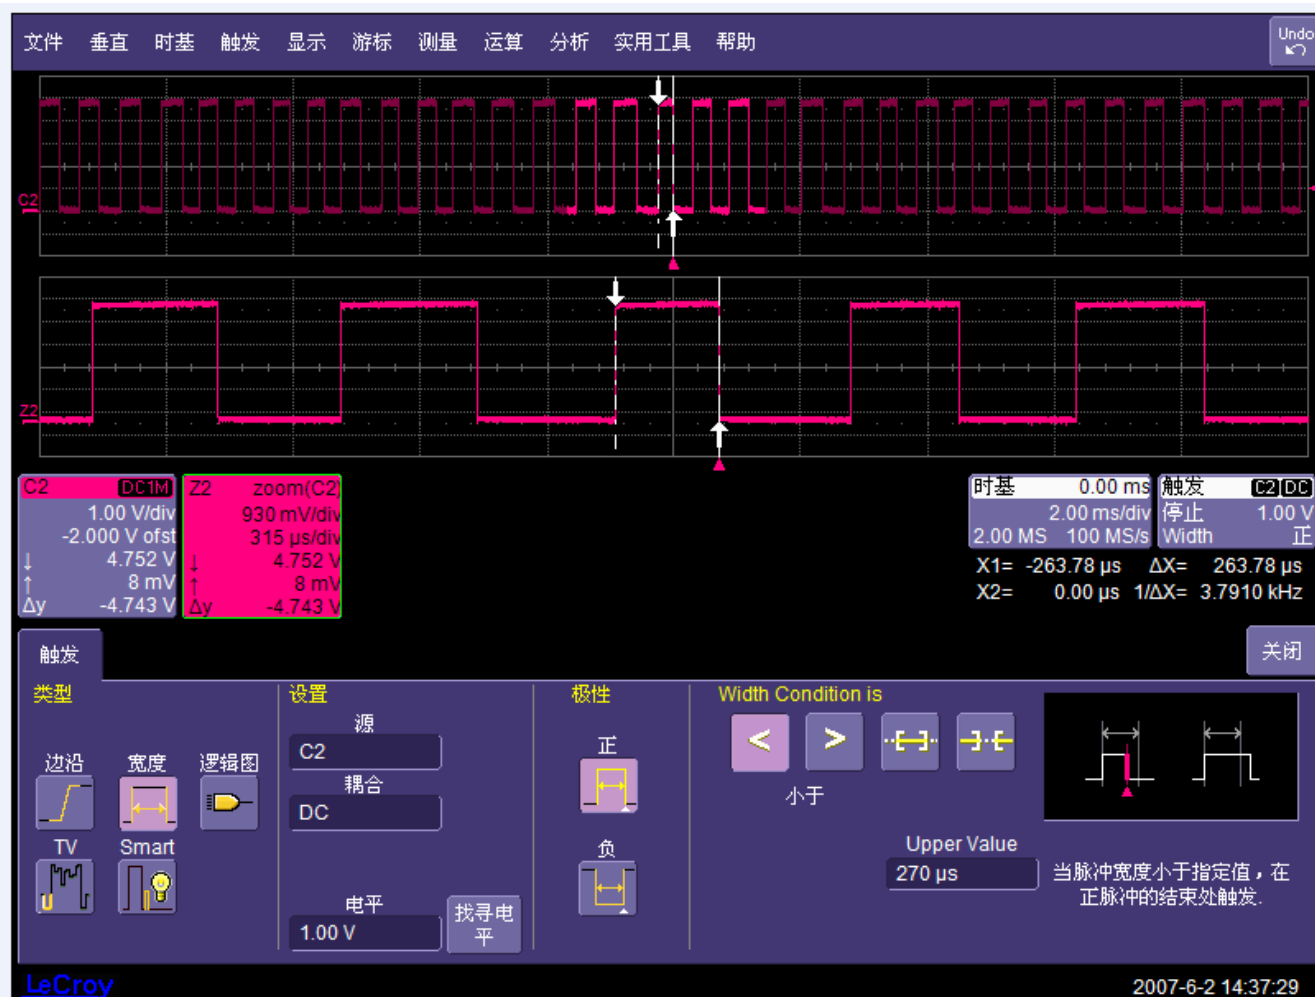 文件 垂直 时基 触发 显示 游标 测量 运算 分析 实用工具 帮助 Undo
C2
Z2
C2 DC1M
1.00 V/div
-2.000 V ofst
↓ 4.752 V
↑ 8 mV
Δy -4.743 V
Z2 zoom(C2)
930 mV/div
315 µs/div
↓ 4.752 V
↑ 8 mV
Δy -4.743 V
时基 0.00 ms
2.00 ms/div
2.00 MS 100 MS/s
触发 C2 DC
停止 1.00 V
Width 正
X1= -263.78 µs ΔX= 263.78 µs
X2= 0.00 µs 1/ΔX= 3.7910 kHz
触发 关闭
类型
边沿 宽度 逻辑图
TV Smart
设置
源
C2
耦合
DC
电平
1.00 V
找寻电
平
极性
正
负
Width Condition is
< >
小于
Upper Value
270 µs
当脉冲宽度小于指定值，在
正脉冲的结束处触发.
LeCroy 2007-6-2 14:37:29